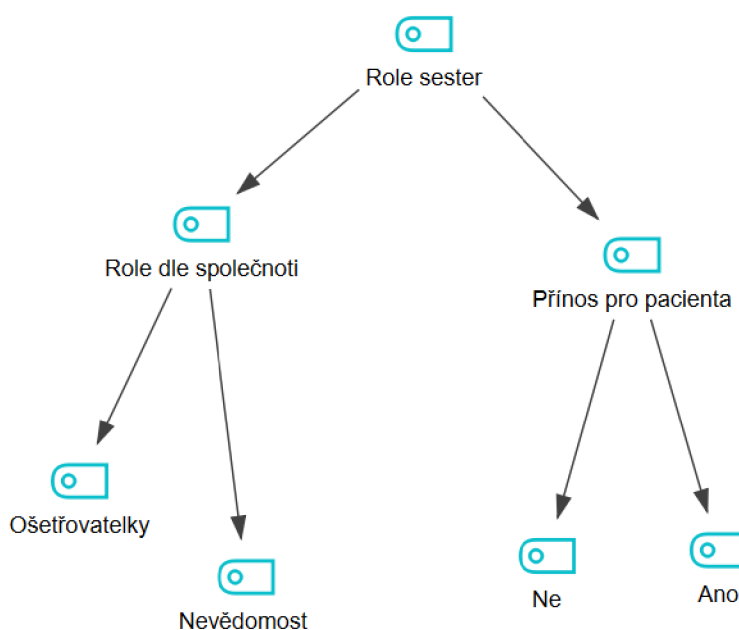 Role sester
Role dle společnoti
Přínos pro pacienta
Ošetřovatelky
Nevědomost
Ne
Ano